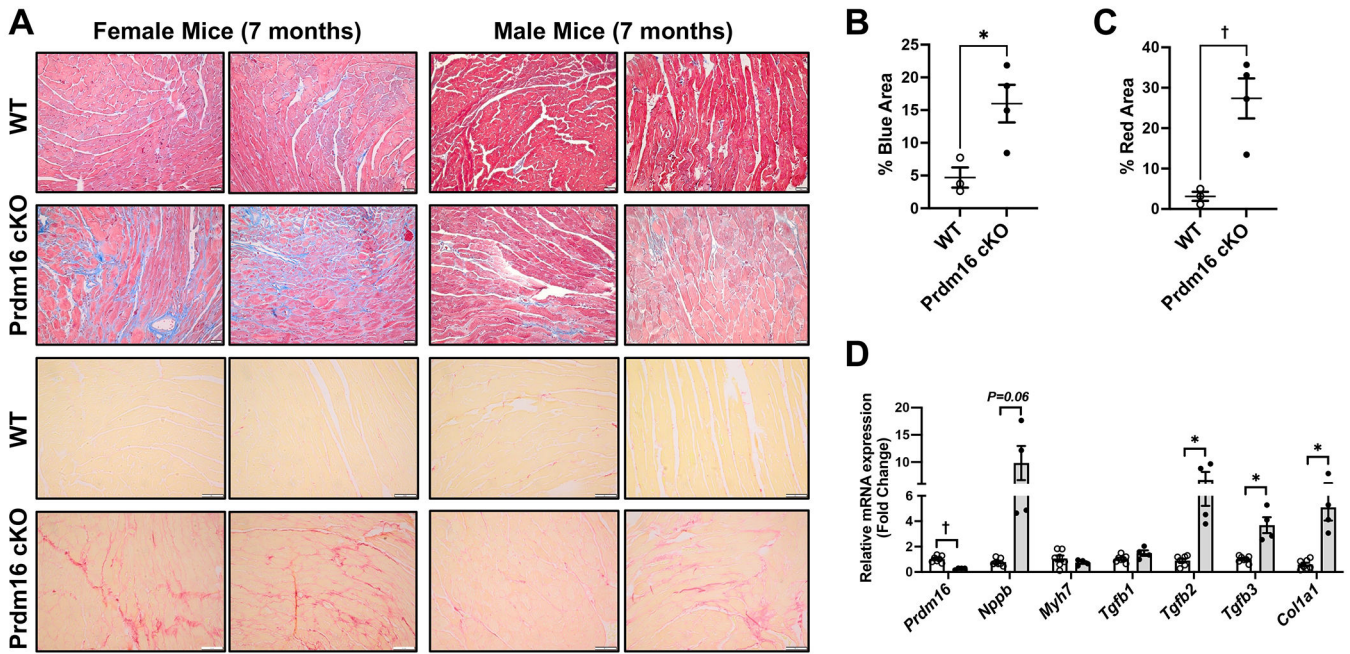 A
Female Mice (7 months)
Male Mice (7 months)
WT
Prdm16 cKO
WT
Prdm16 cKO
B
% Blue Area
25
20
15
10
5
0
*
WT
Prdm16 cKO
C
% Red Area
40
30
20
10
0
†
WT
Prdm16 cKO
D
Relative mRNA expression
(Fold Change)
20
15
10
6
4
2
0
†
P=0.06
*
*
*
Prdm16
Nppb
Myh7
Tgfb1
Tgfb2
Tgfb3
Col1a1